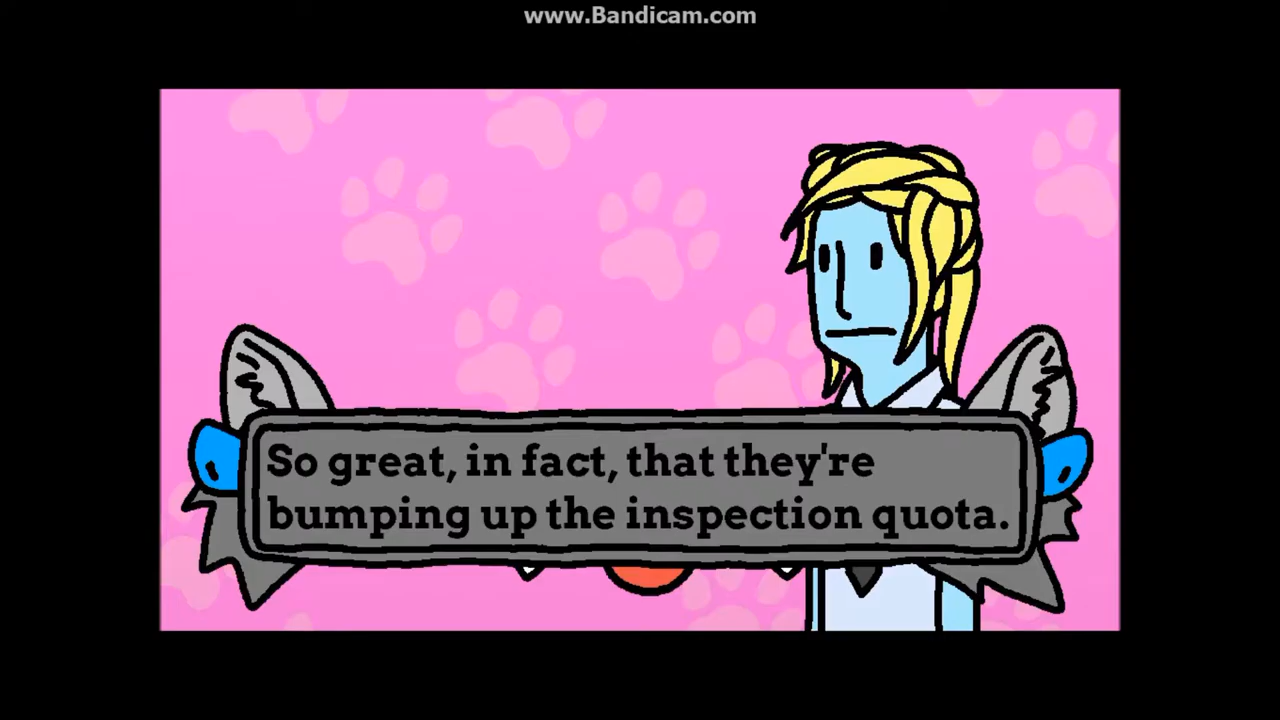 www.Bandicam.com
So great, in fact, that they're
bumping up the inspection quota.